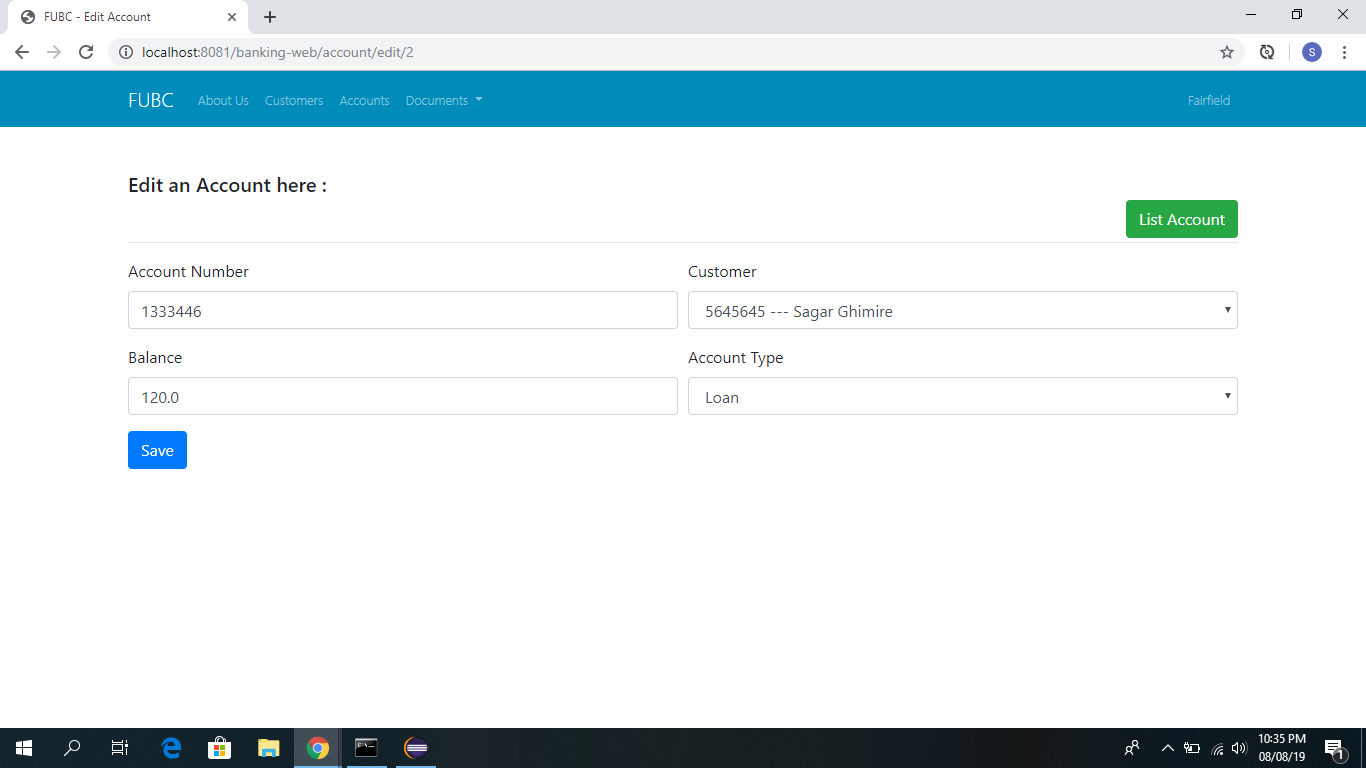 FUBC - Edit Account
localhost:8081/banking-web/account/edit/2
S
FUBC About Us Customers Accounts Documents Fairfield
Edit an Account here :
List Account
Account Number Customer
1333446 5645645 --- Sagar Ghimire
Balance Account Type
120.0 Loan
Save
10:35 PM
08/08/19
1